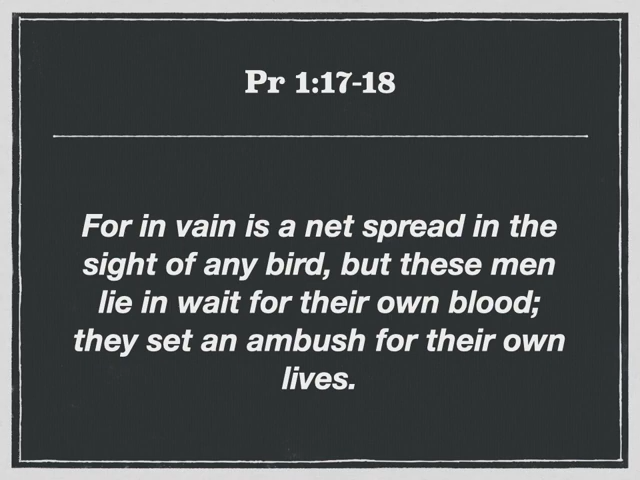 Pr 1:17-18
For in vain is a net spread in the
sight of any bird, but these men
lie in wait for their own blood;
they set an ambush for their own
lives.